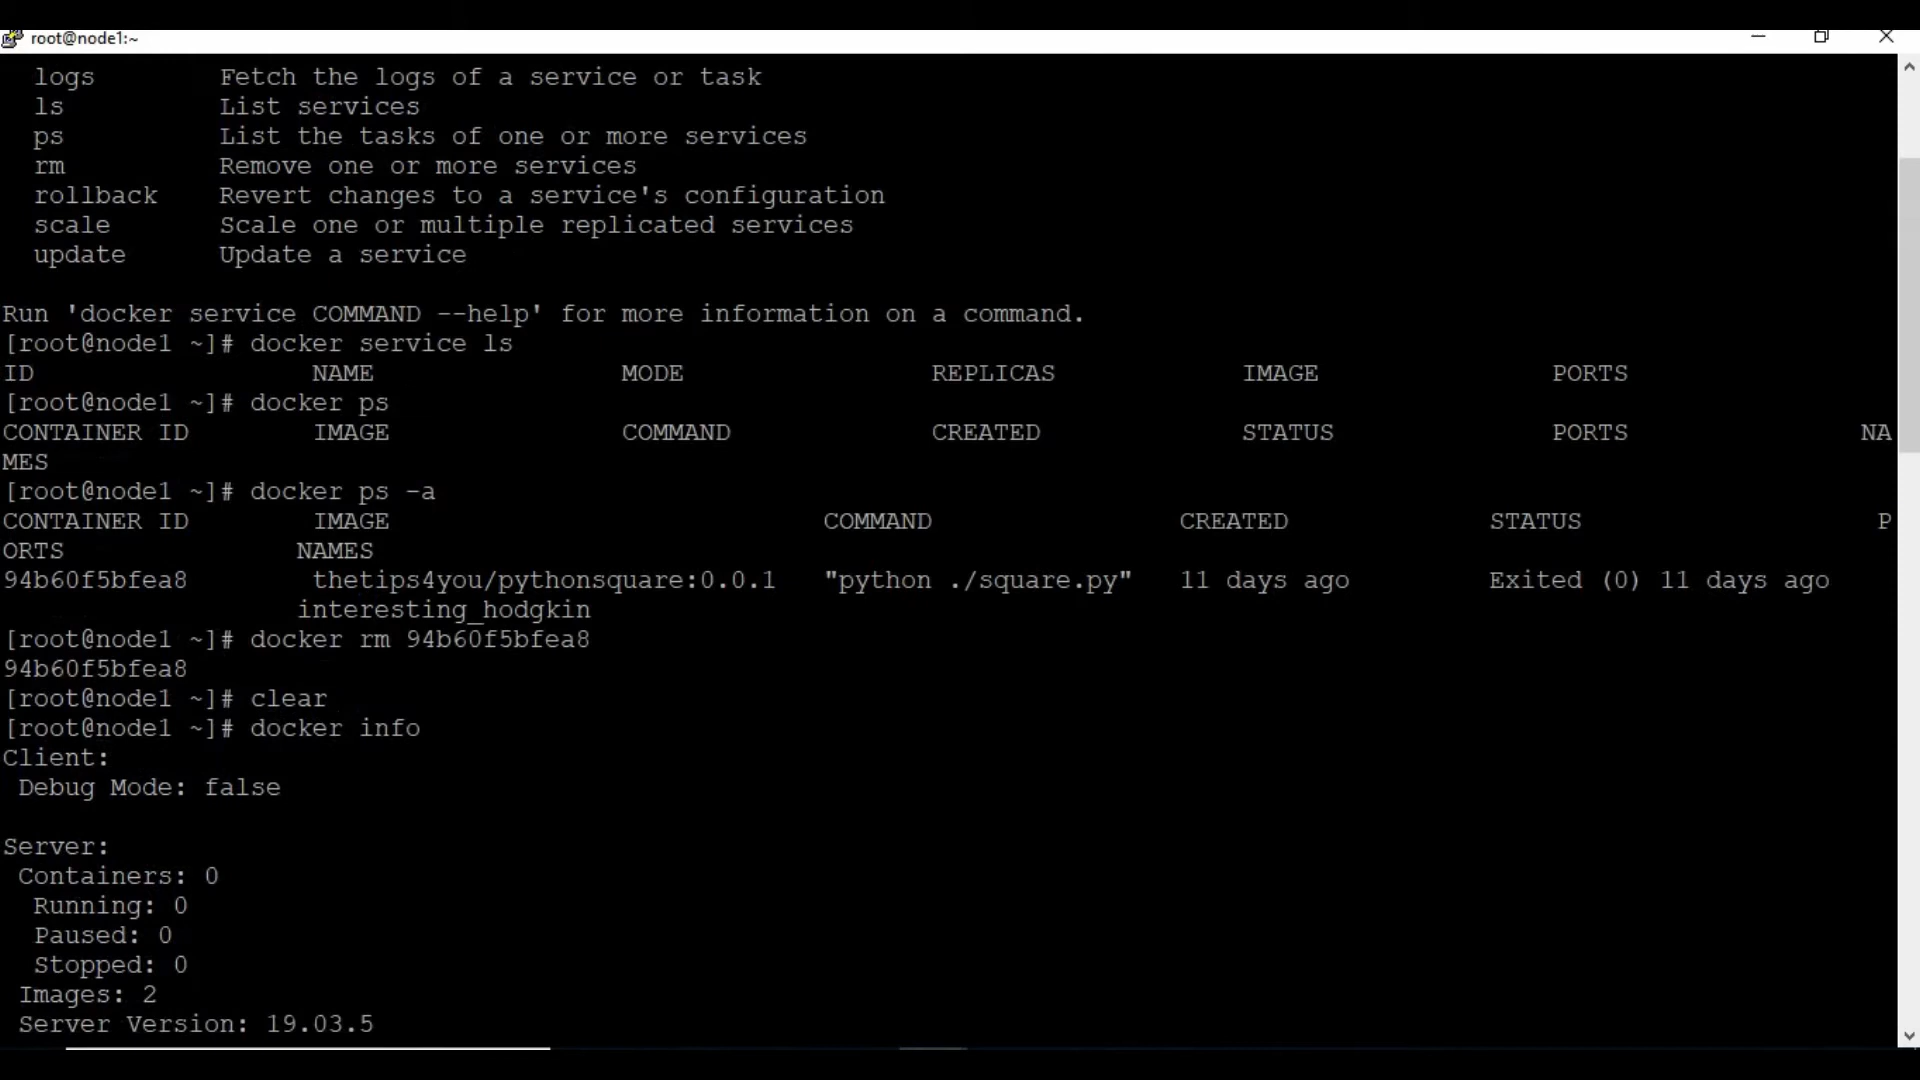 root@node1:~
logs Fetch the logs of a service or task
ls List services
ps List the tasks of one or more services
rm Remove one or more services
rollback Revert changes to a service's configuration
scale Scale one or multiple replicated services
update Update a service
Run 'docker service COMMAND --help' for more information on a command.
[root@node1 ~]# docker service ls
ID NAME MODE REPLICAS IMAGE PORTS
[root@node1 ~]# docker ps
CONTAINER ID IMAGE COMMAND CREATED STATUS PORTS NA
MES
[root@node1 ~]# docker ps -a
CONTAINER ID IMAGE COMMAND CREATED STATUS P
ORTS NAMES
94b60f5bfea8 thetips4you/pythonsquare:0.0.1 "python ./square.py" 11 days ago Exited (0) 11 days ago
interesting_hodgkin
[root@node1 ~]# docker rm 94b60f5bfea8
94b60f5bfea8
[root@node1 ~]# clear
[root@node1 ~]# docker info
Client:
Debug Mode: false
Server:
Containers: 0
Running: 0
Paused: 0
Stopped: 0
Images: 2
Server Version: 19.03.5